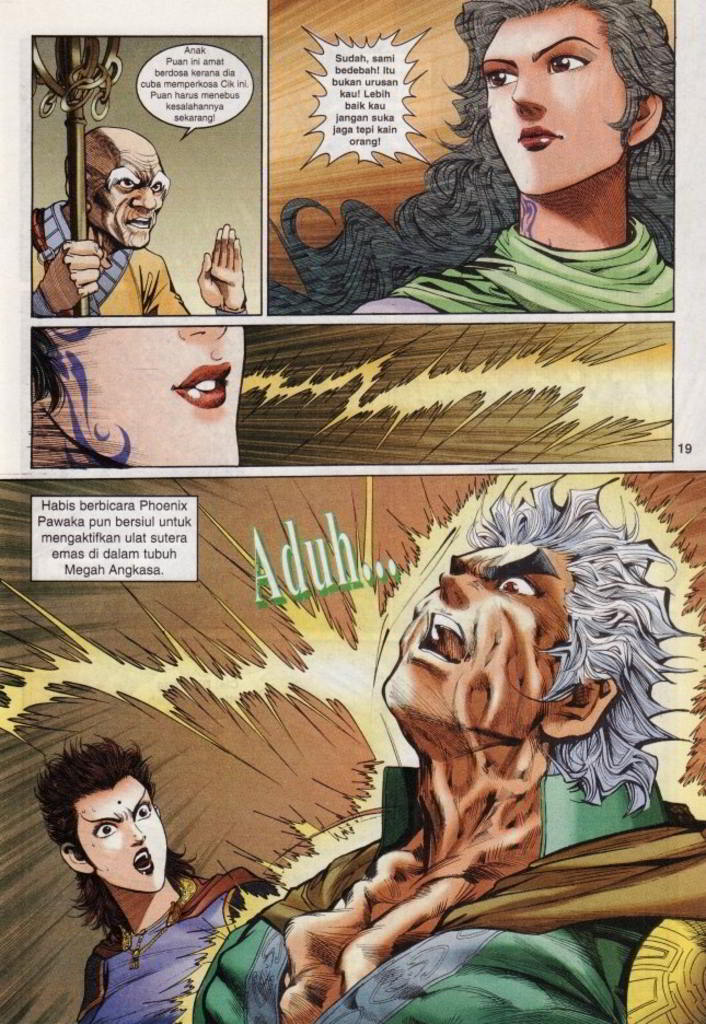 Anak
Puan ini amat
berdosa kerana dia
cuba memperkosa Cik ini.
Puan harus menebus
kesalahannya
sekarang!
Sudah, sami
bedebah! Itu
bukan urusan
kau! Lebih
baik kau
jangan suka
jaga tepi kain
orang!
19
Habis berbicara Phoenix
Pawaka pun bersiul untuk
mengaktifkan ulat sutera
emas di dalam tubuh
Megah Angkasa.
Aduh...